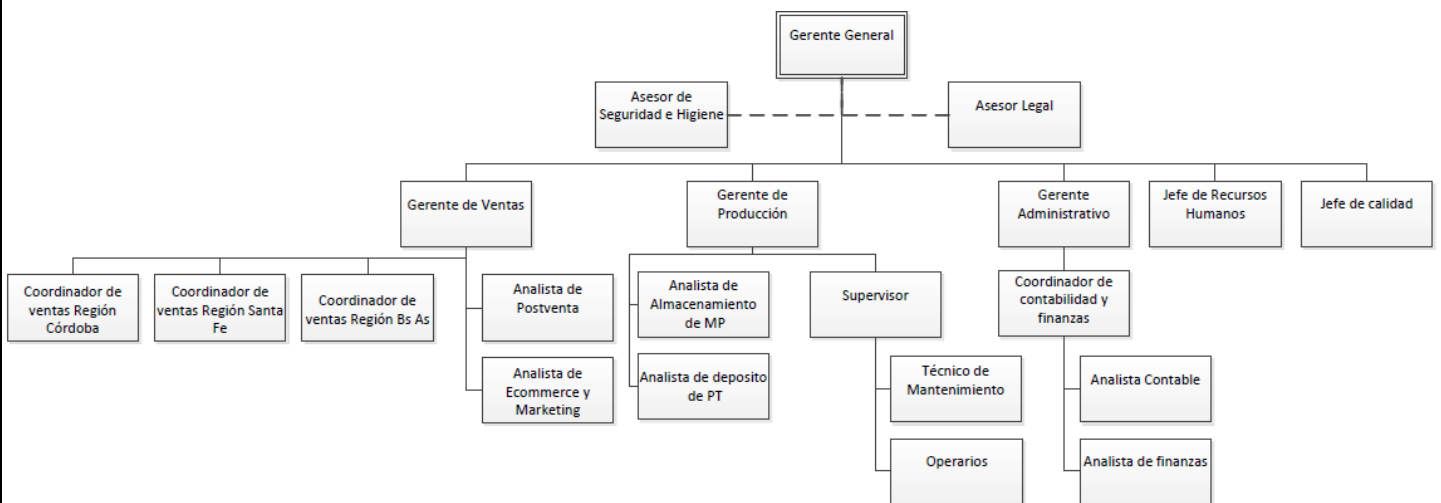 Gerente General
Asesor de
Seguridad e Higiene
Asesor Legal
Gerente de Ventas
Gerente de
Producción
Gerente
Administrativo
Jefe de Recursos
Humanos
Jefe de calidad
Coordinador de
ventas Región
Córdoba
Coordinador de
ventas Región Santa
Fe
Coordinador de
ventas Región Bs As
Analista de
Postventa
Analista de
Ecommerce y
Marketing
Analista de
Almacenamiento
de MP
Analista de deposito
de PT
Supervisor
Técnico de
Mantenimiento
Operarios
Coordinador de
contabilidad y
finanzas
Analista Contable
Analista de finanzas